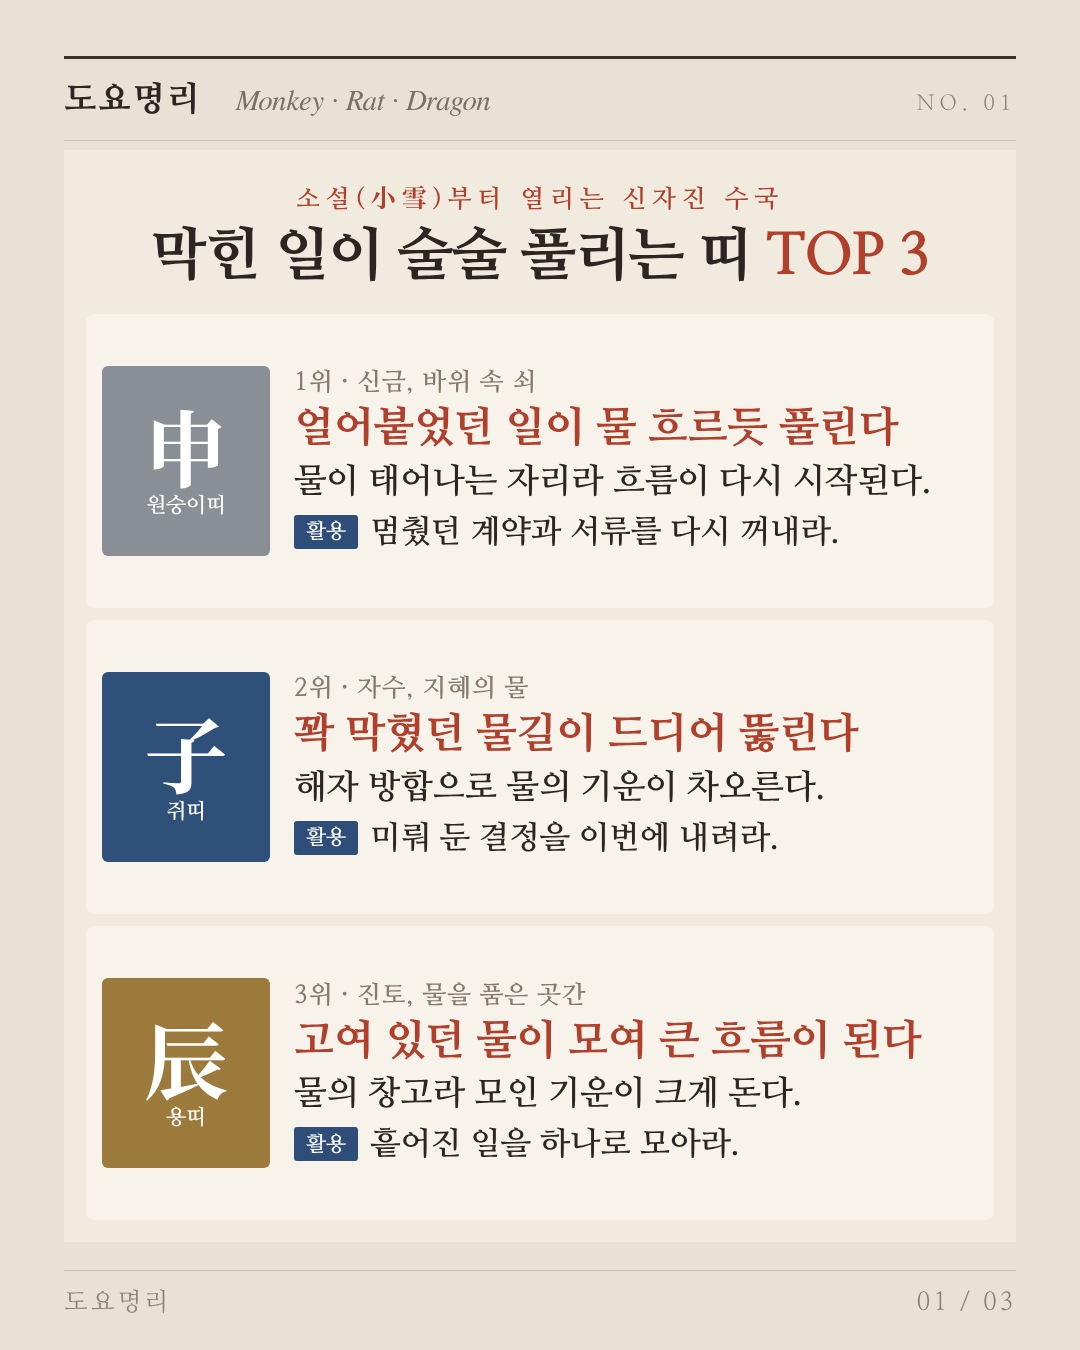 도요명리 Monkey · Rat · Dragon NO. 01
소설(小雪)부터 열리는 신자진 수국
막힌 일이 술술 풀리는 띠 TOP 3
申
원숭이띠
1위 · 신금, 바위 속 쇠
얼어붙었던 일이 물 흐르듯 풀린다
물이 태어나는 자리라 흐름이 다시 시작된다.
활용 멈췄던 계약과 서류를 다시 꺼내라.
子
쥐띠
2위 · 자수, 지혜의 물
꽉 막혔던 물길이 드디어 뚫린다
해자 방합으로 물의 기운이 차오른다.
활용 미뤄 둔 결정을 이번에 내려라.
辰
용띠
3위 · 진토, 물을 품은 곳간
고여 있던 물이 모여 큰 흐름이 된다
물의 창고라 모인 기운이 크게 돈다.
활용 흩어진 일을 하나로 모아라.
도요명리 01 / 03